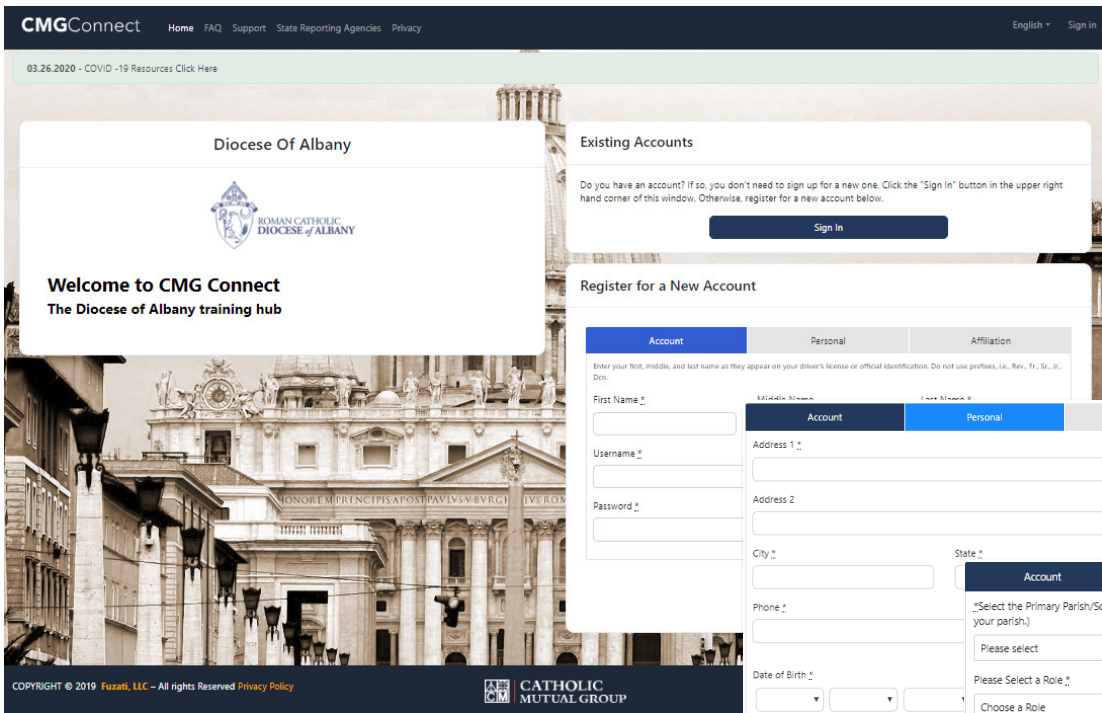 CMGConnect Home FAQ Support State Reporting Agencies Privacy English Sign in
03.26.2020 - COVID -19 Resources Click Here
Diocese Of Albany
ROMAN CATHOLIC
DIOCESE of ALBANY
Welcome to CMG Connect
The Diocese of Albany training hub
Existing Accounts
Do you have an account? If so, you don't need to sign up for a new one. Click the "Sign In" button in the upper right
hand corner of this window. Otherwise, register for a new account below.
Sign In
Register for a New Account
Account Personal Affiliation
Enter your first, middle, and last name as they appear on your driver's license or official identification. Do not use prefixes, i.e., Rev., Fr., Sr., Jr.,
Dcn.
First Name * Middle Name Last Name *
Username *
Password *
Account Personal
Address 1 *
Address 2
City * State *
Phone *
Date of Birth *
Account
*Select the Primary Parish/Sc
your parish.)
Please select
Please Select a Role *
Choose a Role
HONOREM PRINCIPIS APOST PAVLVS V BVRGH
COPYRIGHT © 2019 Fuzati, LLC – All rights Reserved Privacy Policy
CM
CATHOLIC
MUTUAL GROUP